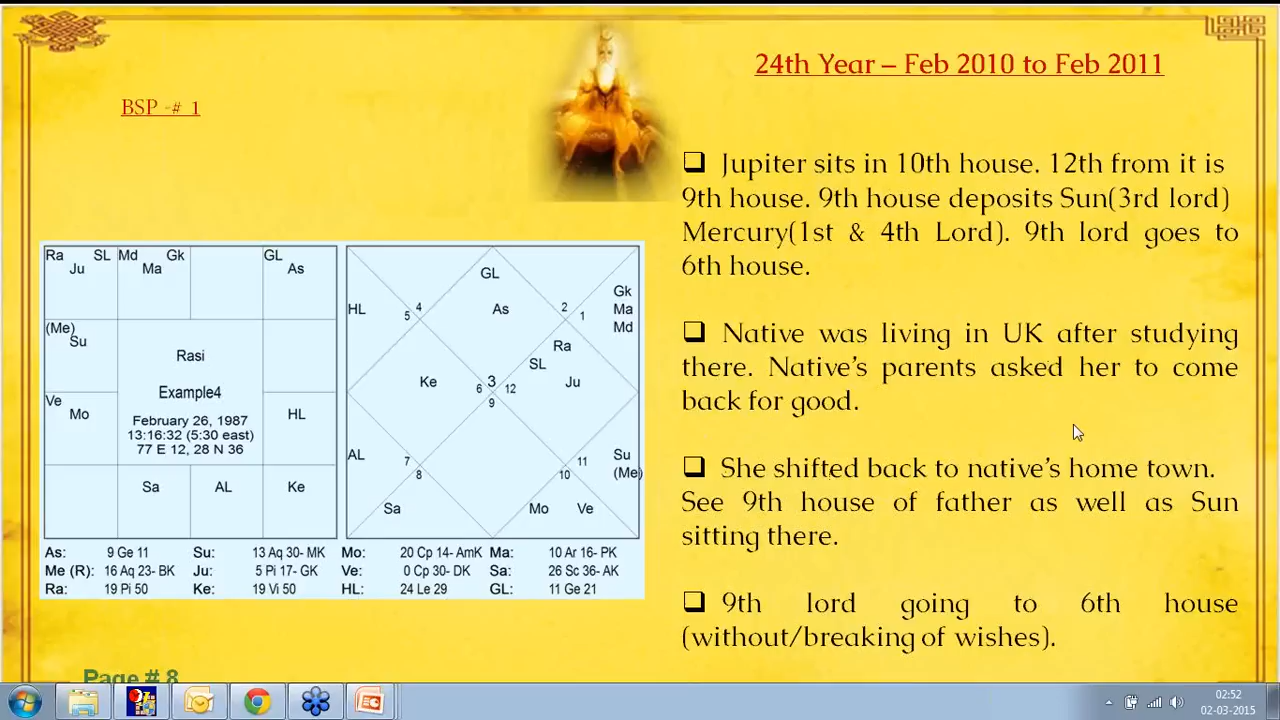 24th Year – Feb 2010 to Feb 2011
BSP -# 1
❑ Jupiter sits in 10th house. 12th from it is
9th house. 9th house deposits Sun(3rd lord)
Mercury(1st & 4th Lord). 9th lord goes to
6th house.
❑ Native was living in UK after studying
there. Native's parents asked her to come
back for good.
❑ She shifted back to native's home town.
See 9th house of father as well as Sun
sitting there.
❑ 9th lord going to 6th house
(without/breaking of wishes).
Ra SL Md Gk GL
Ju Ma As
(Me)
Su
Rasi
Example4
February 26, 1987
13:16:32 (5:30 east)
77 E 12, 28 N 36
Ve
Mo
HL
Sa AL Ke
GL
HL 4 As 2 Gk
5 1 Ma
Md
Ra
SL
Ke 6 3 12 Ju
9
AL 7 11 Su
8 10 (Me)
Sa Mo Ve
As: 9 Ge 11 Su: 13 Aq 30- MK Mo: 20 Cp 14- AmK Ma: 10 Ar 16- PK
Me (R): 16 Aq 23- BK Ju: 5 Pi 17- GK Ve: 0 Cp 30- DK Sa: 26 Sc 36- AK
Ra: 19 Pi 50 Ke: 19 Vi 50 HL: 24 Le 29 GL: 11 Ge 21
Page # 8
02:52
02-03-2015